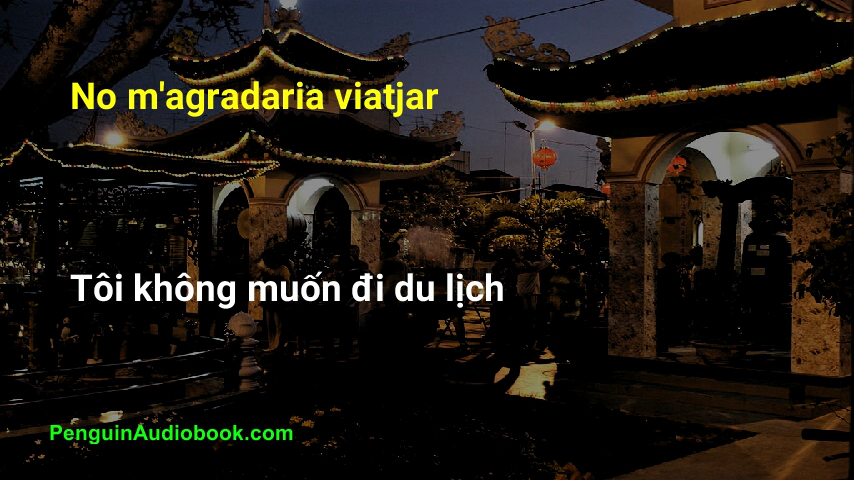 No m'agradaria viatjar
Tôi không muốn đi du lịch
PenguinAudiobook.com